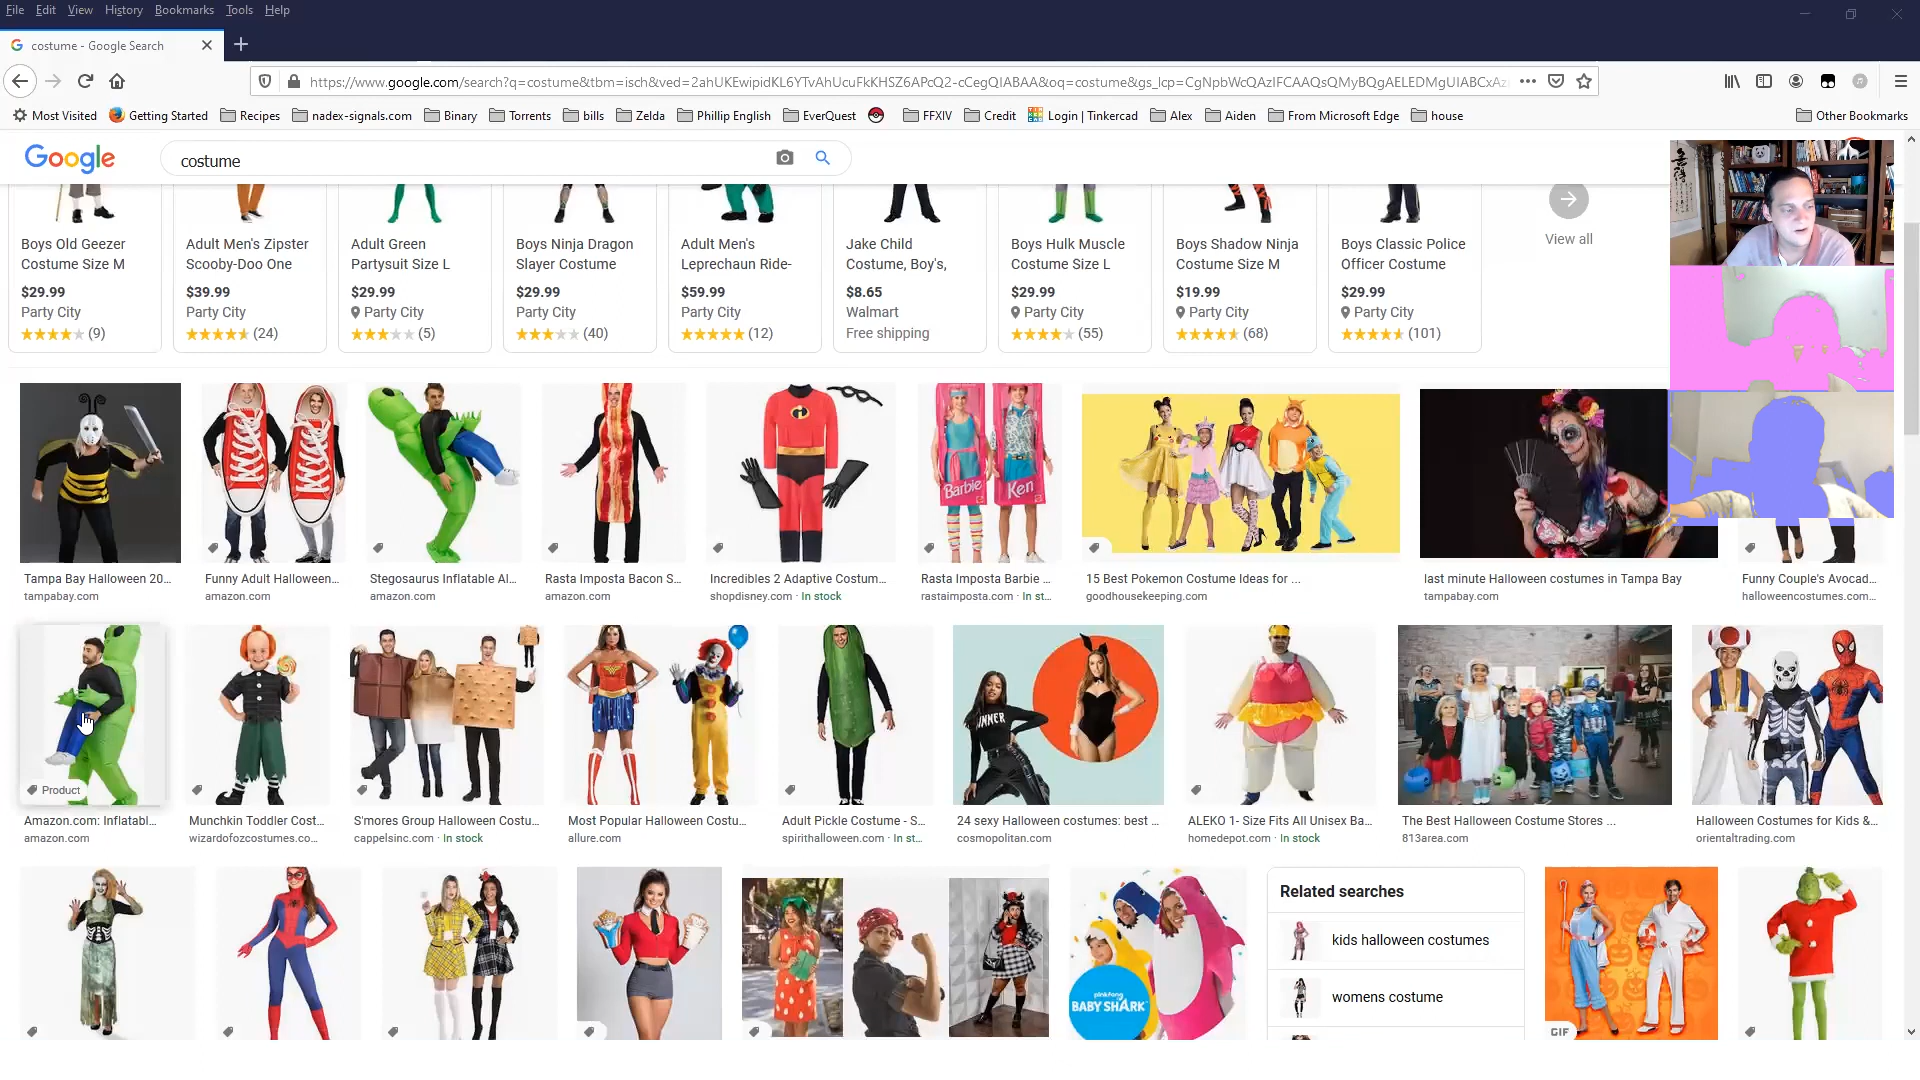 File Edit View History Bookmarks Tools Help
costume - Google Search
https://www.google.com/search?q=costume&tbm=isch&ved=2ahUKEwipidKL6YTvAhUcuFkKHSZ6APcQ2-cCegQIABAA&oq=costume&gs_lcp=CgNpbWcQAzIFCAAQsQMyBQgAELEDMgUIABCxAz
Most Visited Getting Started Recipes nadex-signals.com Binary Torrents bills Zelda Phillip English EverQuest FFXIV Credit Login | Tinkercad Alex Aiden From Microsoft Edge house Other Bookmarks
Google costume
Boys Old Geezer Costume Size M
$29.99
Party City
(9)
Adult Men's Zipster Scooby-Doo One
$39.99
Party City
(24)
Adult Green Partysuit Size L
$29.99
Party City
(5)
Boys Ninja Dragon Slayer Costume
$29.99
Party City
(40)
Adult Men's Leprechaun Ride-
$59.99
Party City
(12)
Jake Child Costume, Boy's,
$8.65
Walmart
Free shipping
Boys Hulk Muscle Costume Size L
$29.99
Party City
(55)
Boys Shadow Ninja Costume Size M
$19.99
Party City
(68)
Boys Classic Police Officer Costume
$29.99
Party City
(101)
View all
Barbie
Ken
Tampa Bay Halloween 20...
tampabay.com
Funny Adult Halloween...
amazon.com
Stegosaurus Inflatable Al...
amazon.com
Rasta Imposta Bacon S...
amazon.com
Incredibles 2 Adaptive Costum...
shopdisney.com · In stock
Rasta Imposta Barbie ...
rastaimposta.com · In st...
15 Best Pokemon Costume Ideas for ...
goodhousekeeping.com
last minute Halloween costumes in Tampa Bay
tampabay.com
Funny Couple's Avocad...
halloweencostumes.com...
Product
Amazon.com: Inflatabl...
amazon.com
Munchkin Toddler Cost...
wizardofozcostumes.co...
S'mores Group Halloween Costu...
cappelsinc.com · In stock
Most Popular Halloween Costu...
allure.com
Adult Pickle Costume - S...
spirithalloween.com · In st...
24 sexy Halloween costumes: best ...
cosmopolitan.com
ALEKO 1- Size Fits All Unisex Ba...
homedepot.com · In stock
The Best Halloween Costume Stores ...
813area.com
Halloween Costumes for Kids &...
orientaltrading.com
pinkfong
BABY SHARK
Related searches
kids halloween costumes
womens costume
GIF